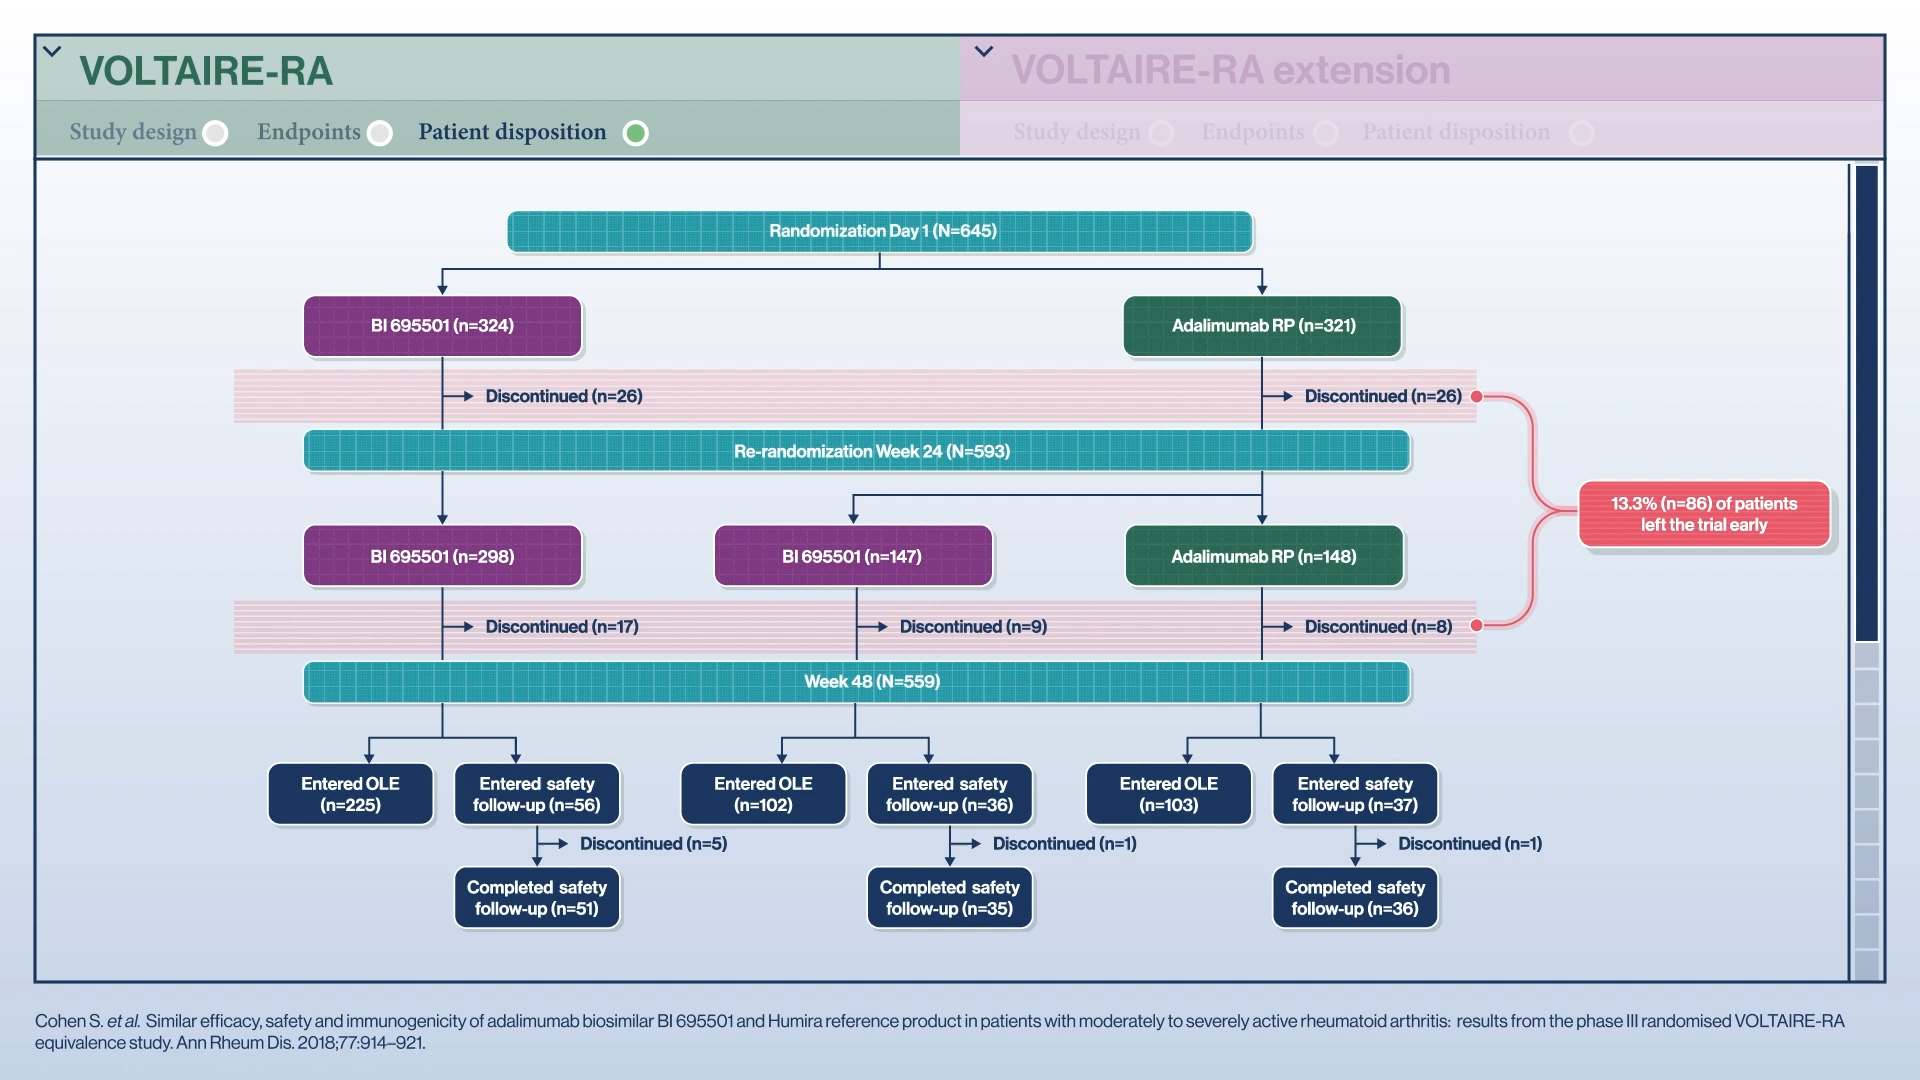 VOLTAIRE-RA
VOLTAIRE-RA extension
Study design
Endpoints
Patient disposition
Study design
Endpoints
Patient disposition
Randomization Day 1 (N=645)
BI 695501 (n=324)
Adalimumab RP (n=321)
Discontinued (n=26)
Discontinued (n=26)
Re-randomization Week 24 (N=593)
13.3% (n=86) of patients
left the trial early
BI 695501 (n=298)
BI 695501 (n=147)
Adalimumab RP (n=148)
Discontinued (n=17)
Discontinued (n=9)
Discontinued (n=8)
Week 48 (N=559)
Entered OLE
(n=225)
Entered safety
follow-up (n=56)
Entered OLE
(n=102)
Entered safety
follow-up (n=36)
Entered OLE
(n=103)
Entered safety
follow-up (n=37)
Discontinued (n=5)
Discontinued (n=1)
Discontinued (n=1)
Completed safety
follow-up (n=51)
Completed safety
follow-up (n=35)
Completed safety
follow-up (n=36)
Cohen S. et al. Similar efficacy, safety and immunogenicity of adalimumab biosimilar BI 695501 and Humira reference product in patients with moderately to severely active rheumatoid arthritis: results from the phase III randomised VOLTAIRE-RA
equivalence study. Ann Rheum Dis. 2018;77:914–921.